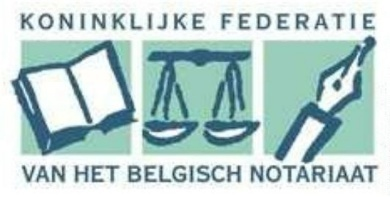 KONINKLIJKE FEDERATIE
VAN HET BELGISCH NOTARIAAT